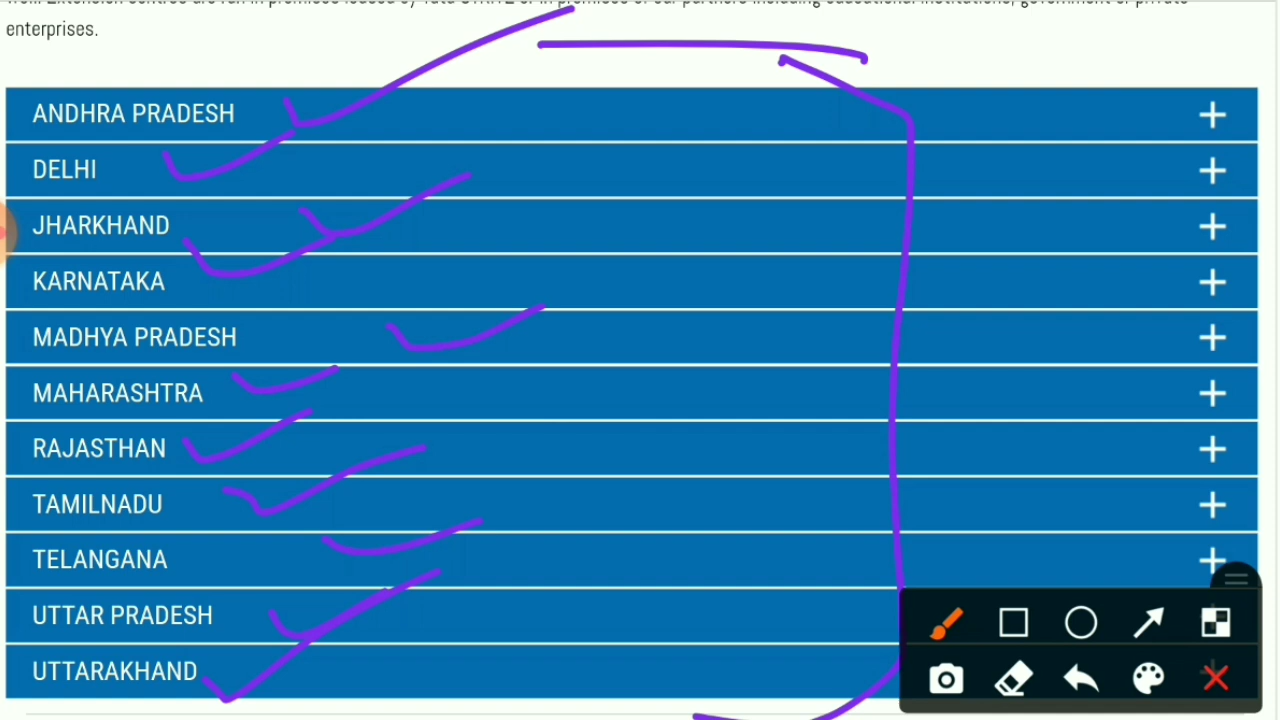 enterprises.
ANDHRA PRADESH
DELHI
JHARKHAND
KARNATAKA
MADHYA PRADESH
MAHARASHTRA
RAJASTHAN
TAMILNADU
TELANGANA
UTTAR PRADESH
UTTARAKHAND